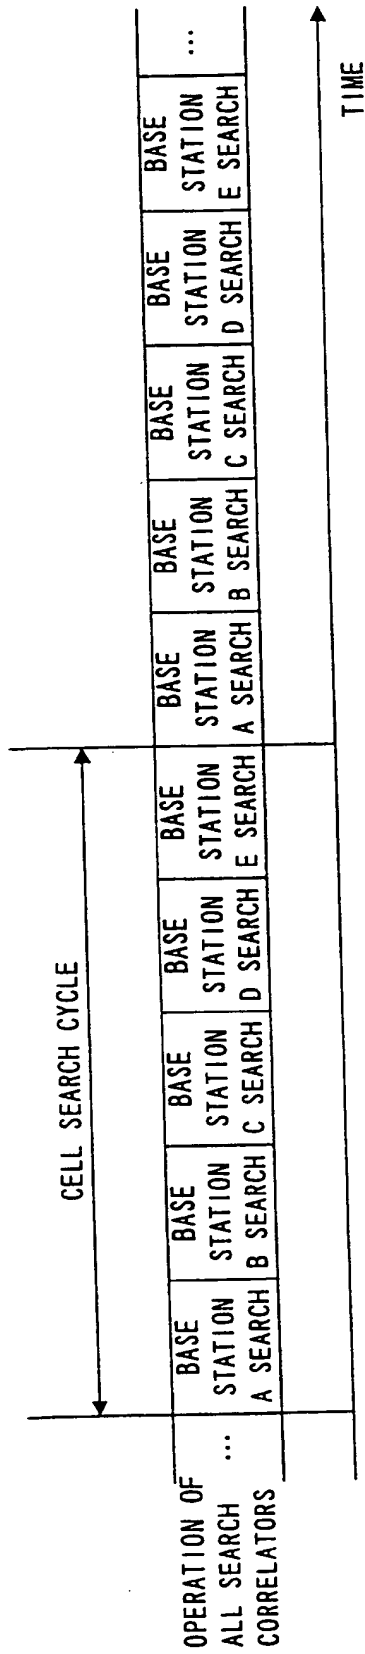 CELL SEARCH CYCLE
OPERATION OF
ALL SEARCH
CORRELATORS
...
BASE
STATION
A SEARCH
BASE
STATION
B SEARCH
BASE
STATION
C SEARCH
BASE
STATION
D SEARCH
BASE
STATION
E SEARCH
BASE
STATION
A SEARCH
BASE
STATION
B SEARCH
BASE
STATION
C SEARCH
BASE
STATION
D SEARCH
BASE
STATION
E SEARCH
...
TIME